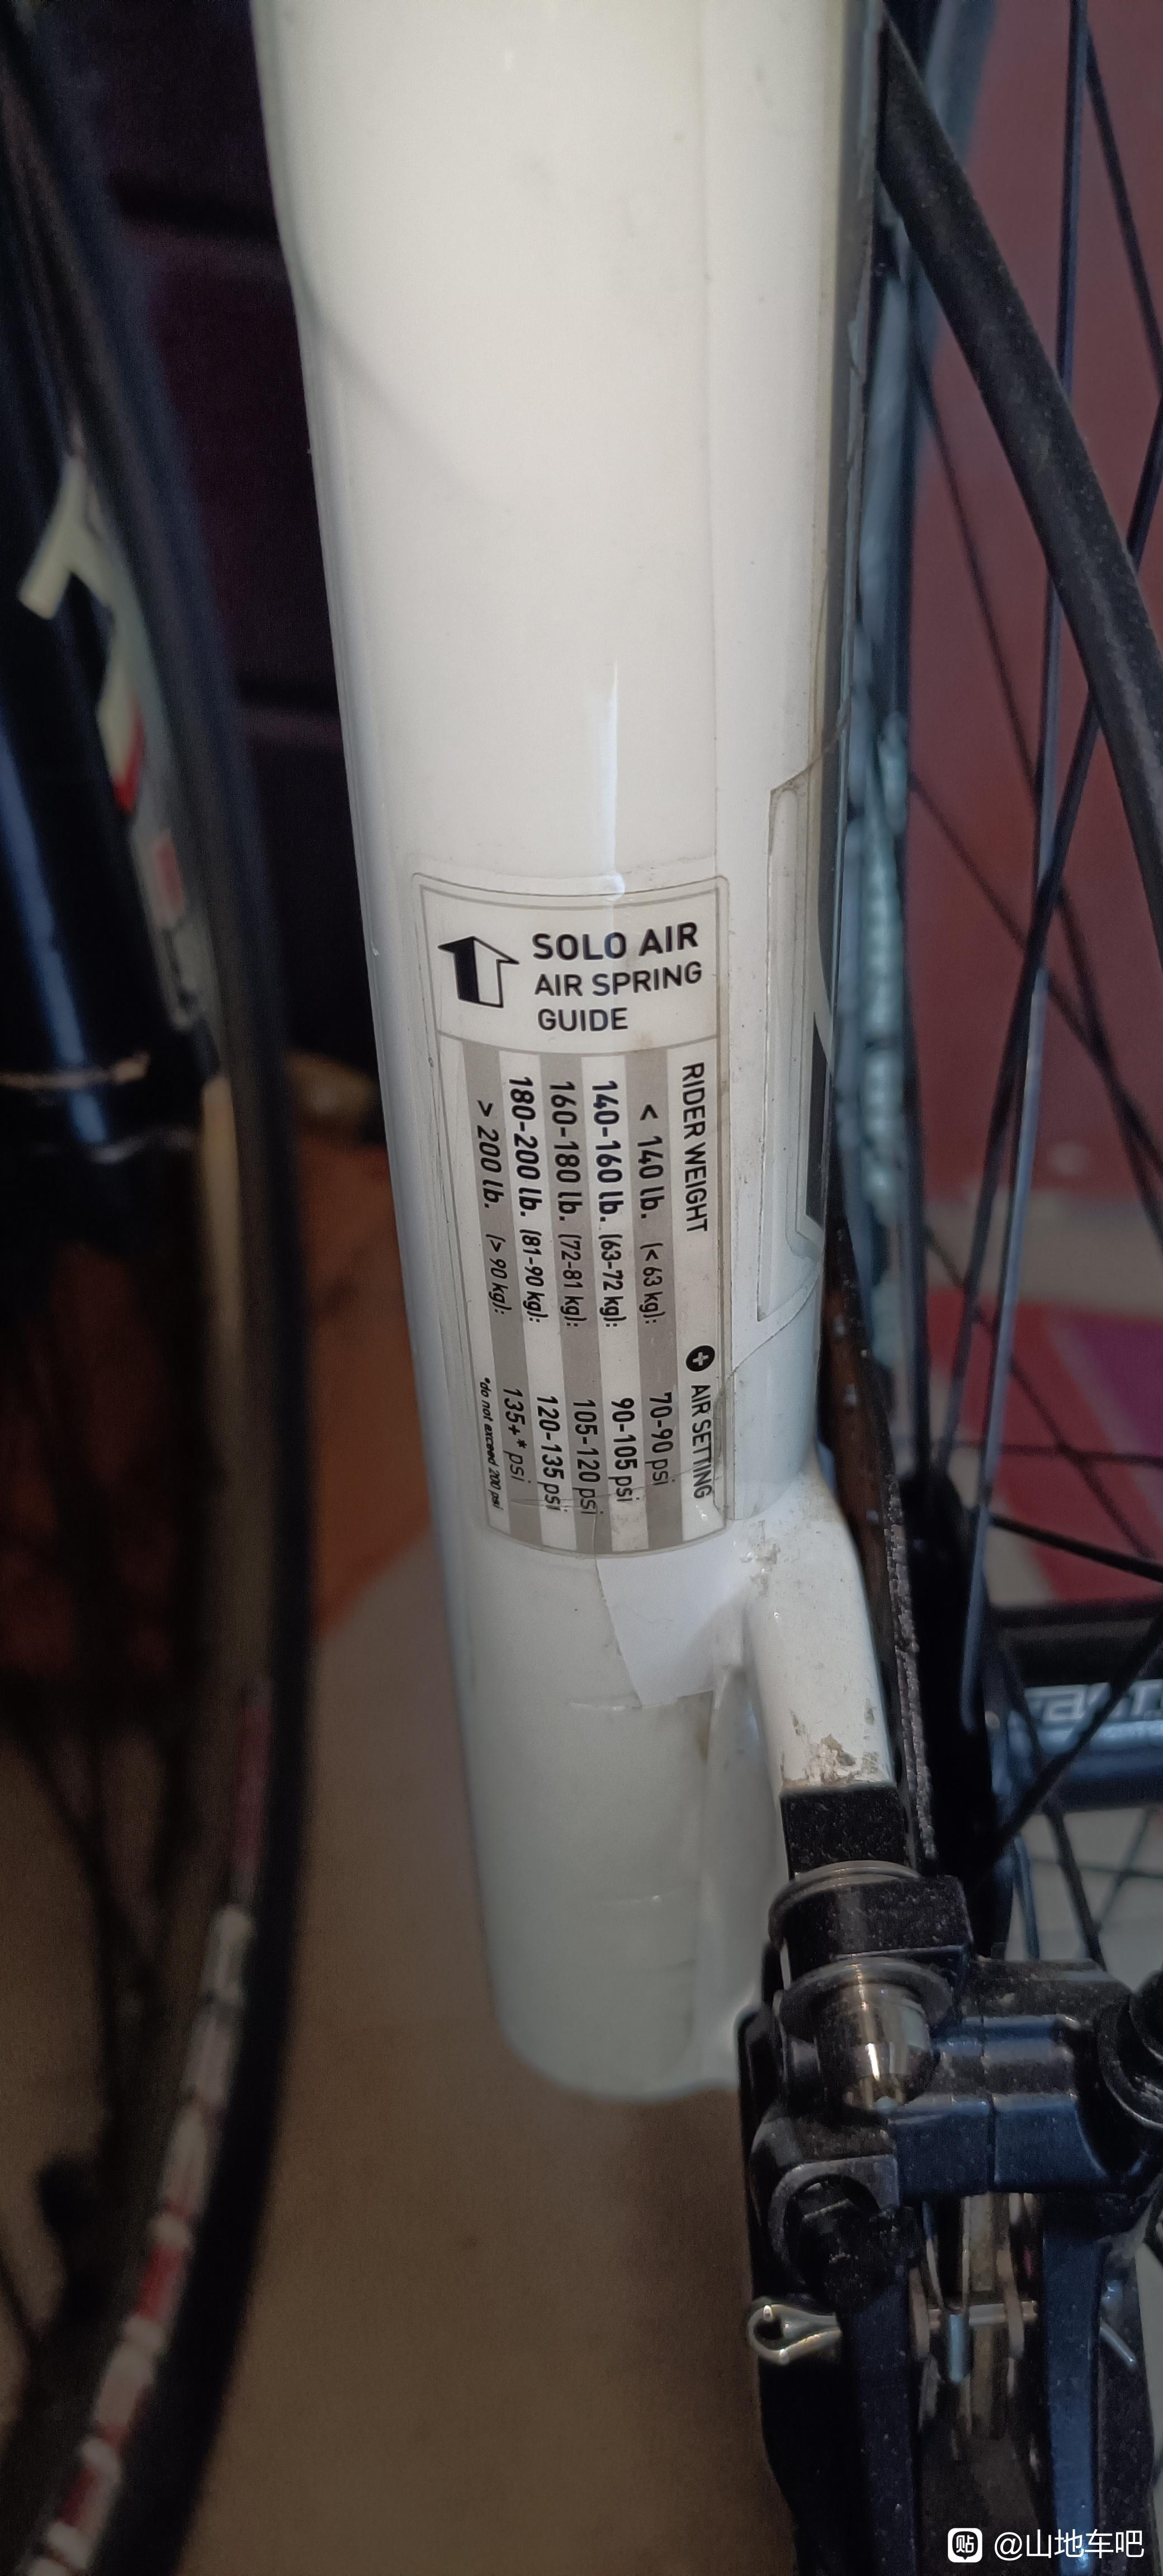 SOLO AIR
AIR SPRING
GUIDE
RIDER WEIGHT + AIR SETTING
< 140 lb. (< 63 kg): 70-90 psi
140-160 lb. (63-72 kg): 90-105 psi
160-180 lb. (72-81 kg): 105-120 psi
180-200 lb. (81-90 kg): 120-135 psi
> 200 lb. (> 90 kg): 135+* psi
*do not exceed 200 psi
贴 @山地车吧